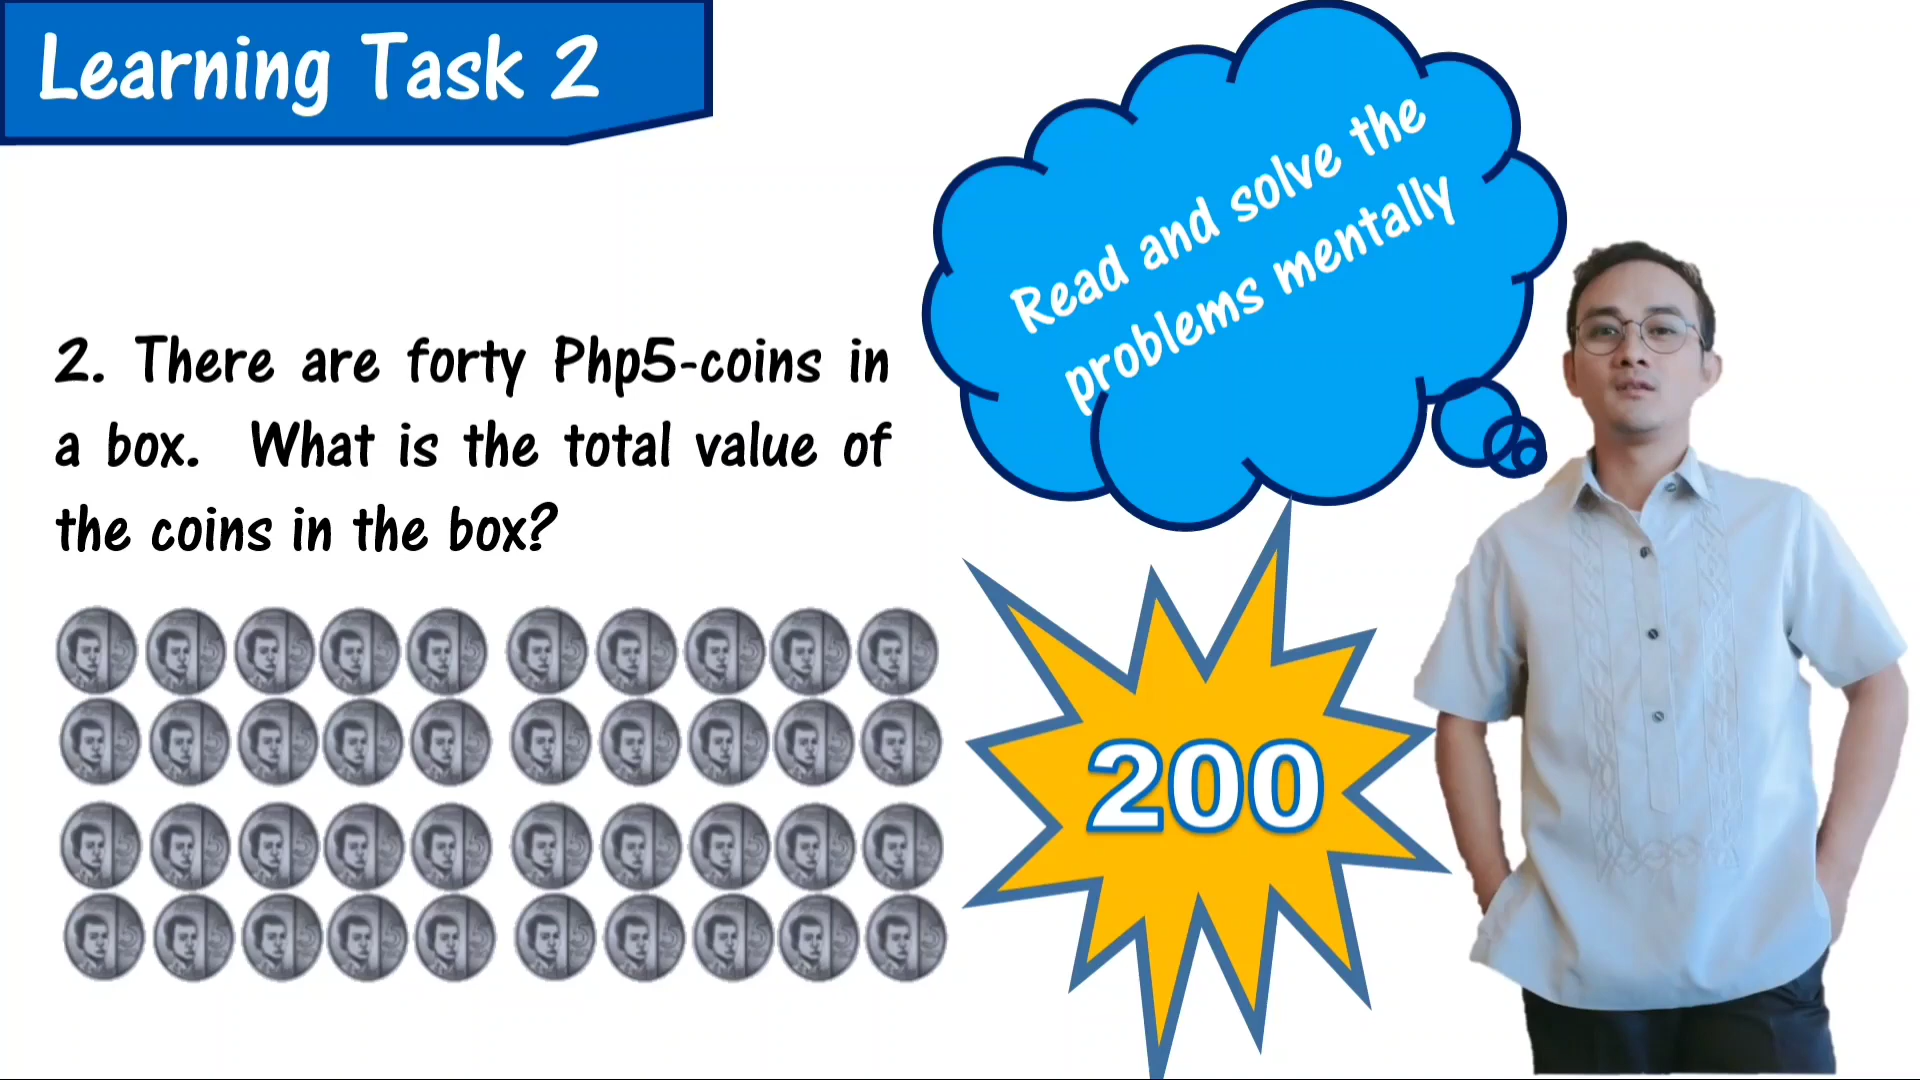 Learning Task 2
Read and solve the
problems mentally
2. There are forty Php5-coins in
a box. What is the total value of
the coins in the box?
200